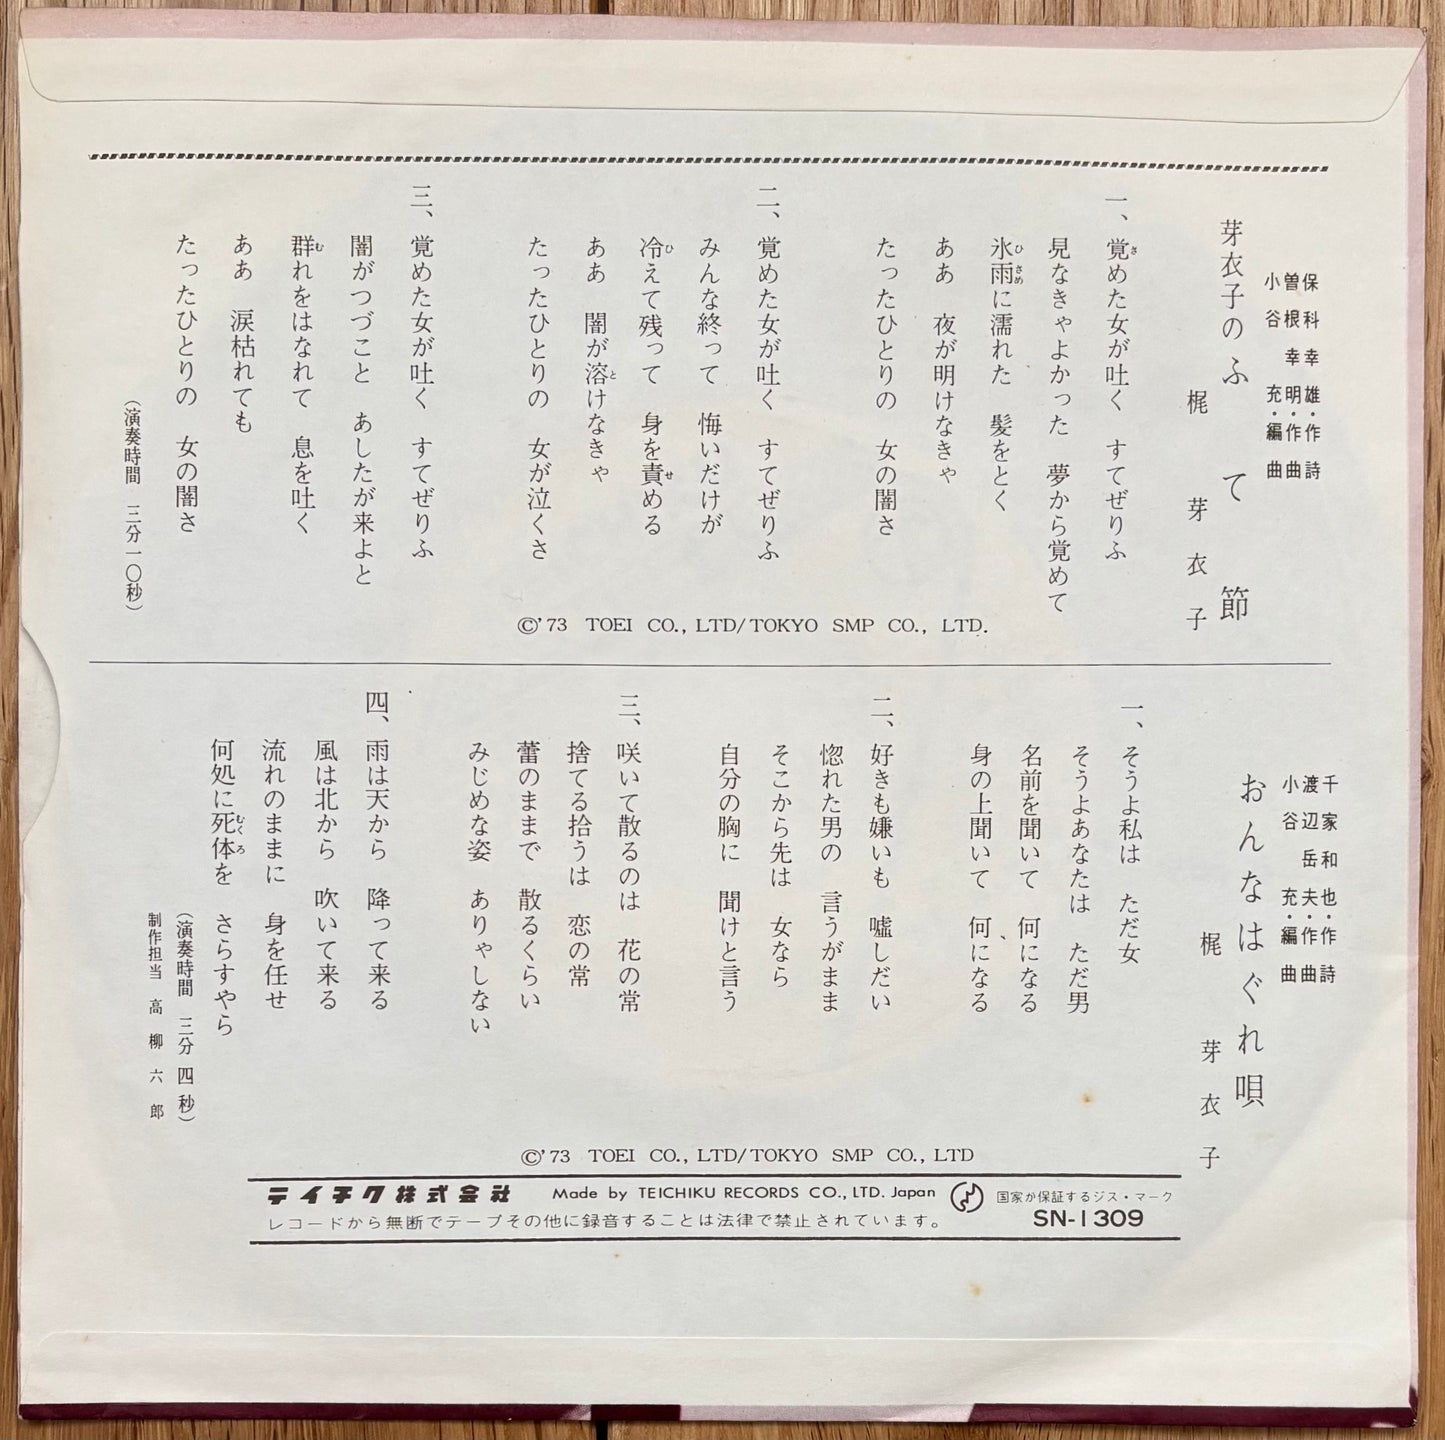 保科幸雄・作詩
曽根幸明・作曲
小谷充・編曲
芽衣子のふて節
梶芽衣子
一、覚めた女が吐く すてぜりふ
見なきゃよかった 夢から覚めて
氷雨に濡れた 髪をとく
ああ 夜が明けなきゃ
たったひとりの 女の闇さ
二、覚めた女が吐く すてぜりふ
みんな終って 悔いだけが
冷えて残って 身を責める
ああ 闇が溶けなきゃ
たったひとりの 女が泣くさ
三、覚めた女が吐く すてぜりふ
闇がつづこと あしたが来よと
群れをはなれて 息を吐く
ああ 涙枯れても
たったひとりの 女の闇さ
(演奏時間 三分一〇秒)
©'73 TOEI CO., LTD/TOKYO SMP CO., LTD.
千家和也・作詩
渡辺岳夫・作曲
小谷充・編曲
おんなはぐれ唄
梶芽衣子
一、そうよ私は ただ女
そうよあなたは ただ男
名前を聞いて 何になる
身の上聞いて 何になる
二、好きも嫌いも 嘘しだい
惚れた男の 言うがまま
そこから先は 女なら
自分の胸に 聞けと言う
三、咲いて散るのは 花の常
捨てる拾うは 恋の常
蕾のままで 散るくらい
みじめな姿 ありゃしない
四、雨は天から 降って来る
風は北から 吹いて来る
流れのままに 身を任せ
何処に死体を さらすやら
(演奏時間 三分四秒)
制作担当 高柳六郎
©'73 TOEI CO., LTD/TOKYO SMP CO., LTD
テイチク株式会社 Made by TEICHIKU RECORDS CO., LTD. Japan 国家が保証するジス・マーク
レコードから無断でテープその他に録音することは法律で禁止されています。 SN-1309